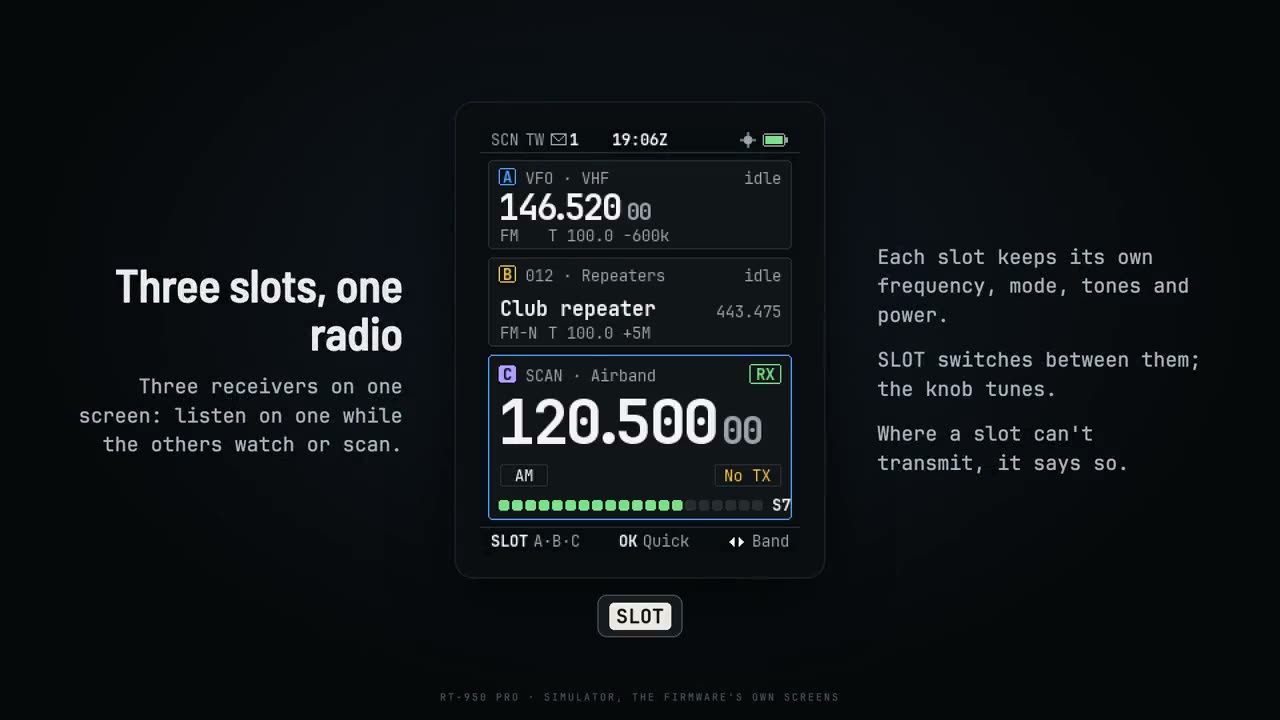 Three slots, one
radio
Three receivers on one
screen: listen on one while
the others watch or scan.
SCN TW 1 19:06Z
A VFO · VHF idle
146.520 00
FM T 100.0 -600k
B 012 · Repeaters idle
Club repeater 443.475
FM-N T 100.0 +5M
C SCAN · Airband RX
120.500 00
AM No TX
S7
SLOT A·B·C OK Quick Band
SLOT
Each slot keeps its own
frequency, mode, tones and
power.
SLOT switches between them;
the knob tunes.
Where a slot can't
transmit, it says so.
RT-950 PRO · SIMULATOR, THE FIRMWARE'S OWN SCREENS